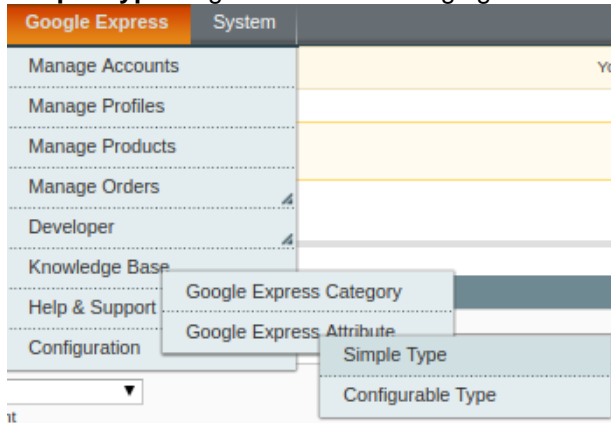 Google Express System
Manage Accounts
Manage Profiles
Manage Products
Manage Orders
Developer
Knowledge Base
Google Express Category
Help & Support
Google Express Attribute
Simple Type
Configuration
Configurable Type